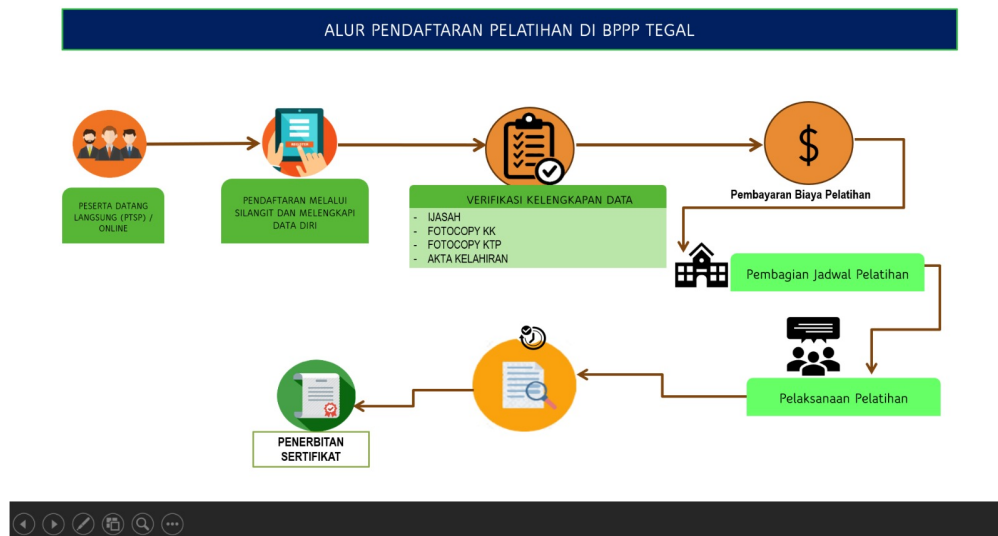 ALUR PENDAFTARAN PELATIHAN DI BPPP TEGAL
PESERTA DATANG
LANGSUNG (PTSP) /
ONLINE
PENDAFTARAN MELALUI
SILANGIT DAN MELENGKAPI
DATA DIRI
VERIFIKASI KELENGKAPAN DATA
- IJASAH
- FOTOCOPY KK
- FOTOCOPY KTP
- AKTA KELAHIRAN
$
Pembayaran Biaya Pelatihan
Pembagian Jadwal Pelatihan
Pelaksanaan Pelatihan
PENERBITAN
SERTIFIKAT